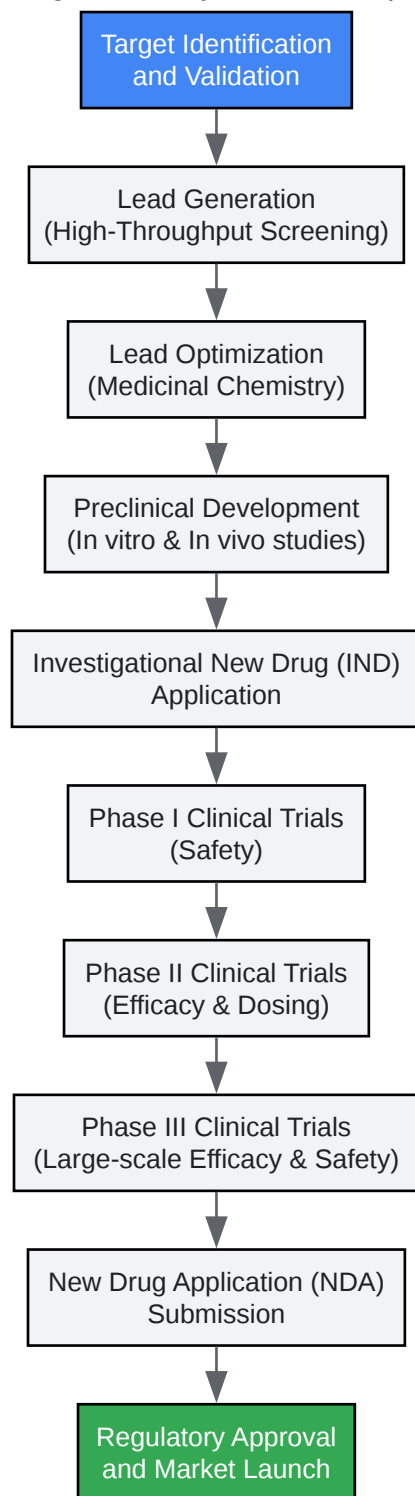 Target Identification
and Validation
Lead Generation
(High-Throughput Screening)
Lead Optimization
(Medicinal Chemistry)
Preclinical Development
(In vitro & In vivo studies)
Investigational New Drug (IND)
Application
Phase I Clinical Trials
(Safety)
Phase II Clinical Trials
(Efficacy & Dosing)
Phase III Clinical Trials
(Large-scale Efficacy & Safety)
New Drug Application (NDA)
Submission
Regulatory Approval
and Market Launch